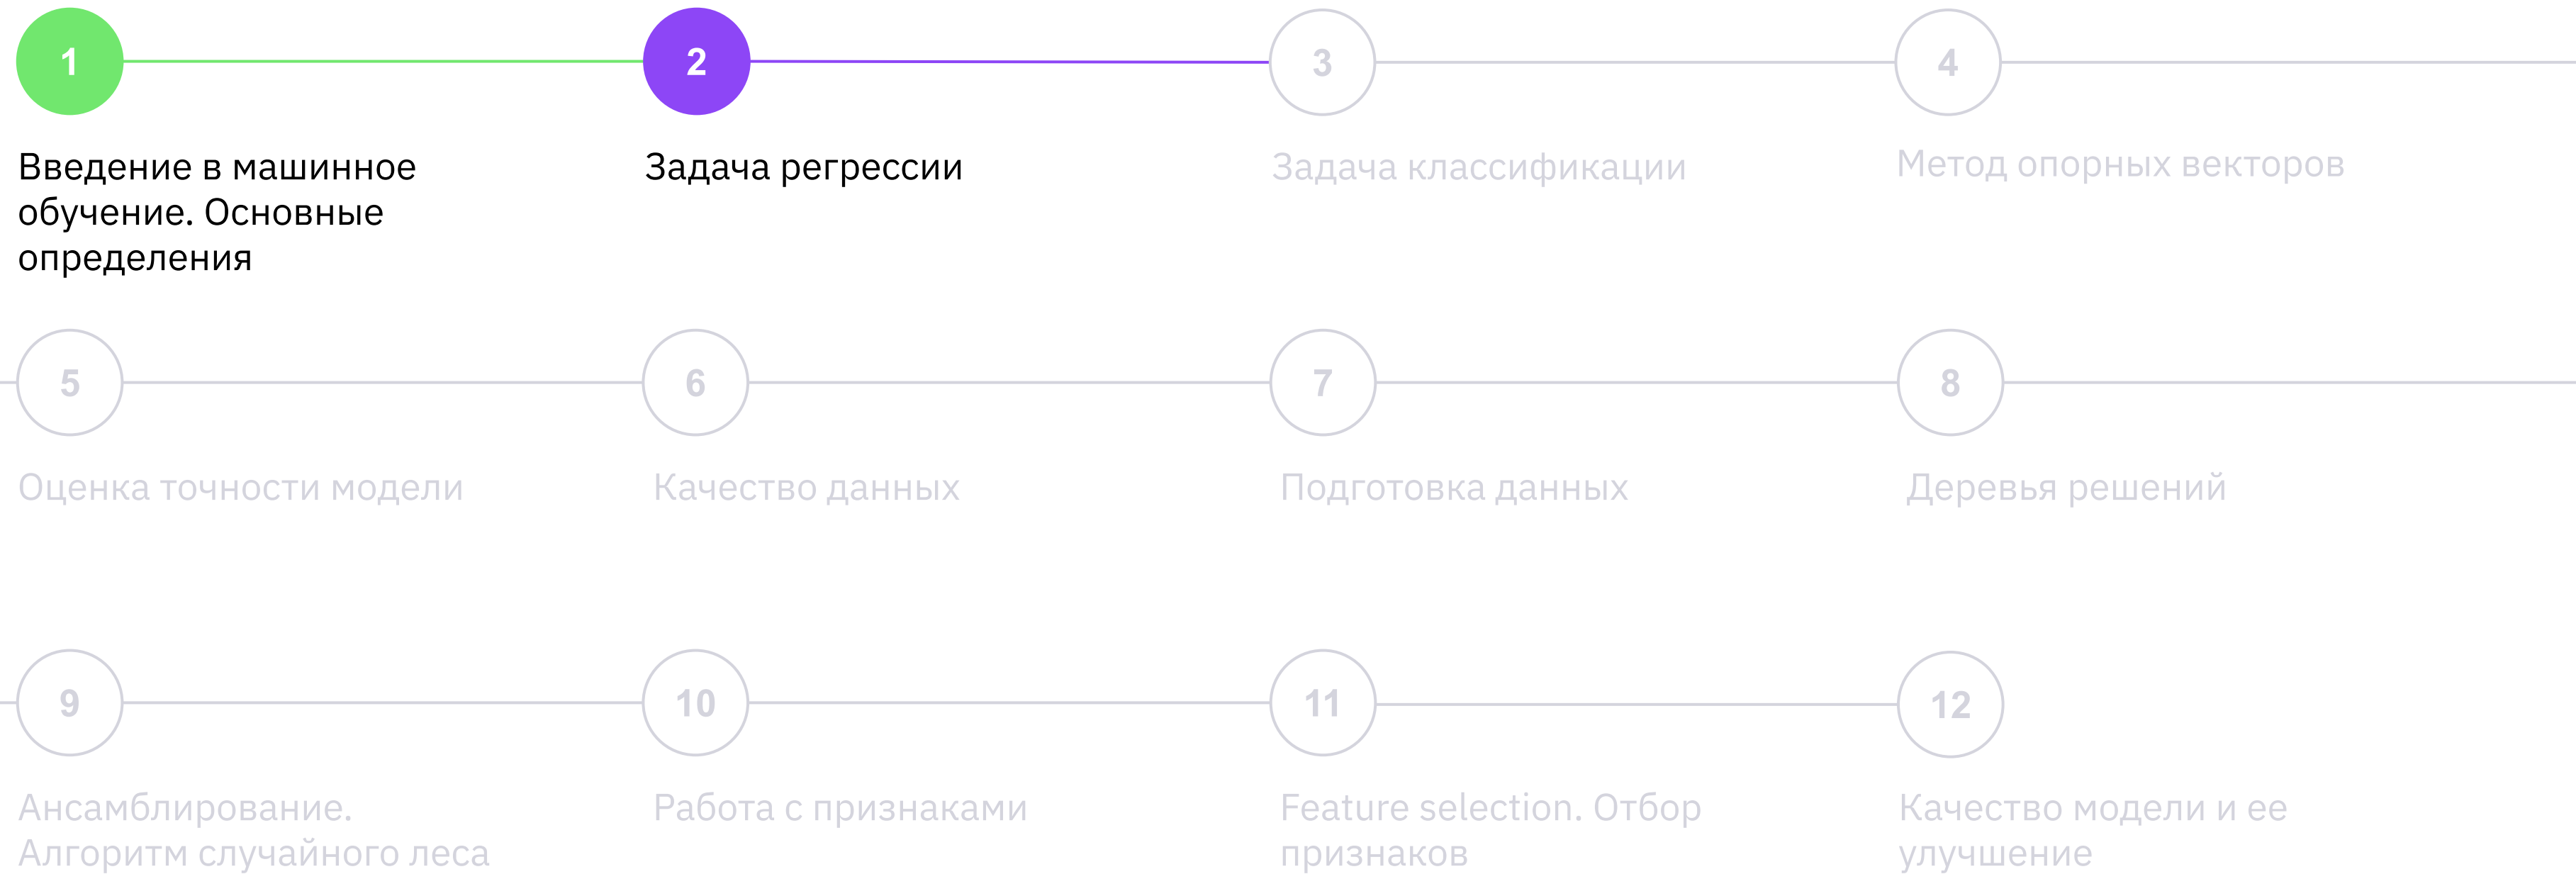 1
2
3
4
Введение в машинное
обучение. Основные
определения
Задача регрессии
Задача классификации
Метод опорных векторов
5
6
7
8
Оценка точности модели
Качество данных
Подготовка данных
Деревья решений
9
10
11
12
Ансамблирование.
Алгоритм случайного леса
Работа с признаками
Feature selection. Отбор
признаков
Качество модели и ее
улучшение